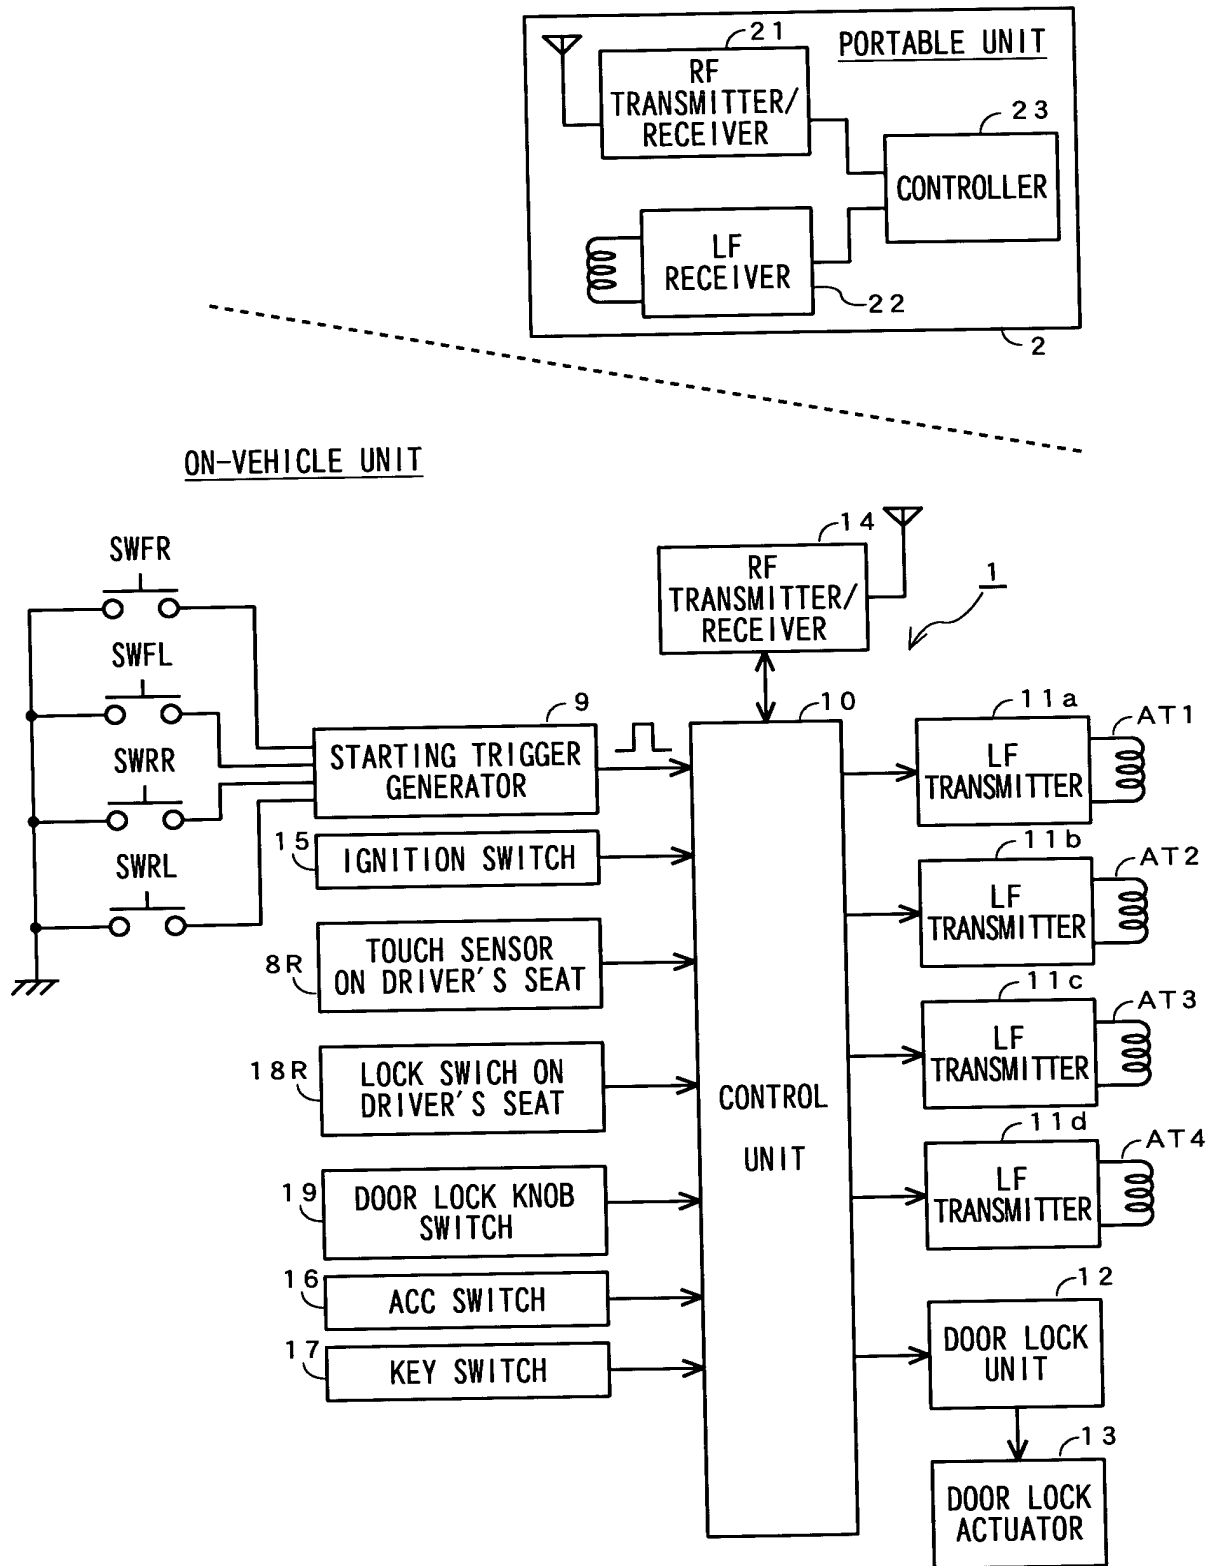 21
PORTABLE UNIT
RF
TRANSMITTER/
RECEIVER
23
CONTROLLER
LF
RECEIVER
22
2
ON-VEHICLE UNIT
14
RF
TRANSMITTER/
RECEIVER
1
SWFR
SWFL
SWRR
SWRL
9
STARTING TRIGGER
GENERATOR
15
IGNITION SWITCH
8R
TOUCH SENSOR
ON DRIVER'S SEAT
18R
LOCK SWICH ON
DRIVER'S SEAT
19
DOOR LOCK KNOB
SWITCH
16
ACC SWITCH
17
KEY SWITCH
10
CONTROL
UNIT
11a
AT1
LF
TRANSMITTER
11b
AT2
LF
TRANSMITTER
11c
AT3
LF
TRANSMITTER
11d
AT4
LF
TRANSMITTER
12
DOOR LOCK
UNIT
13
DOOR LOCK
ACTUATOR